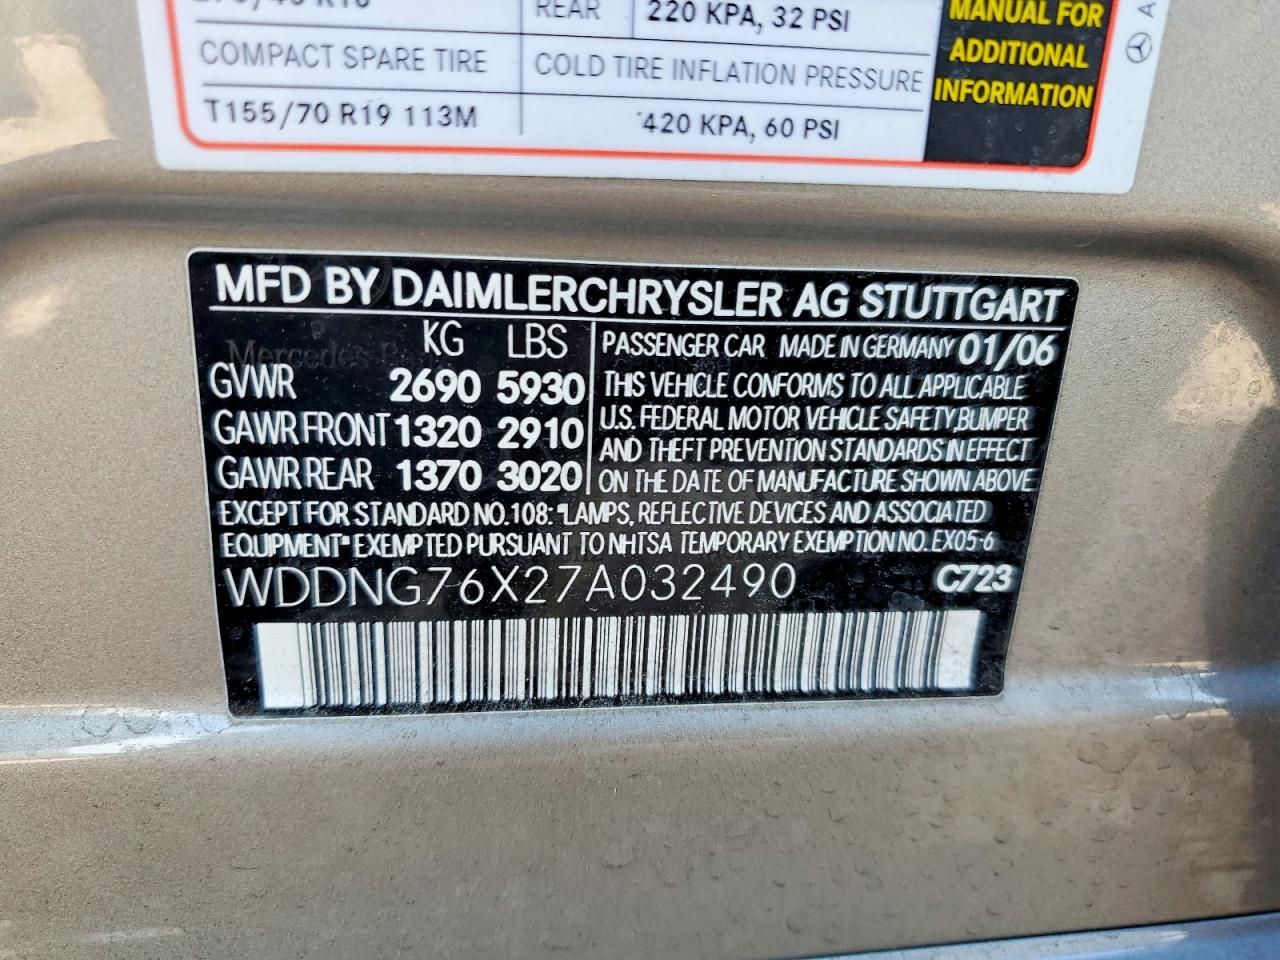 REAR 220 KPA, 32 PSI
MANUAL FOR
ADDITIONAL
INFORMATION
COMPACT SPARE TIRE COLD TIRE INFLATION PRESSURE
T155/70 R19 113M 420 KPA, 60 PSI
MFD BY DAIMLERCHRYSLER AG STUTTGART
KG LBS
GVWR 2690 5930
GAWR FRONT 1320 2910
GAWR REAR 1370 3020
PASSENGER CAR MADE IN GERMANY 01/06
THIS VEHICLE CONFORMS TO ALL APPLICABLE
U.S. FEDERAL MOTOR VEHICLE SAFETY, BUMPER
AND THEFT PREVENTION STANDARDS IN EFFECT
ON THE DATE OF MANUFACTURE SHOWN ABOVE
EXCEPT FOR STANDARD NO. 108: "LAMPS, REFLECTIVE DEVICES AND ASSOCIATED
EQUIPMENT" EXEMPTED PURSUANT TO NHTSA TEMPORARY EXEMPTION NO. EX05-6
WDDNG76X27A032490 C723